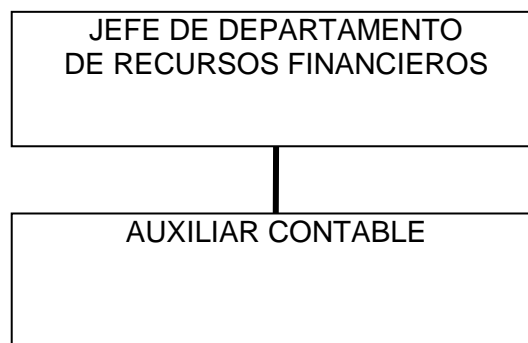 JEFE DE DEPARTAMENTO
DE RECURSOS FINANCIEROS
AUXILIAR CONTABLE